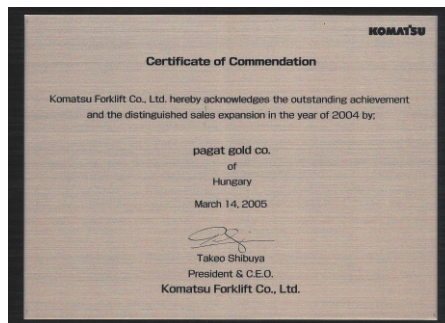 KOMATSU
Certificate of Commendation
Komatsu Forklift Co., Ltd. hereby acknowledges the outstanding achievement
and the distinguished sales expansion in the year of 2004 by;
pagat gold co.
of
Hungary
March 14, 2005
Takeo Shibuya
President & C.E.O.
Komatsu Forklift Co., Ltd.